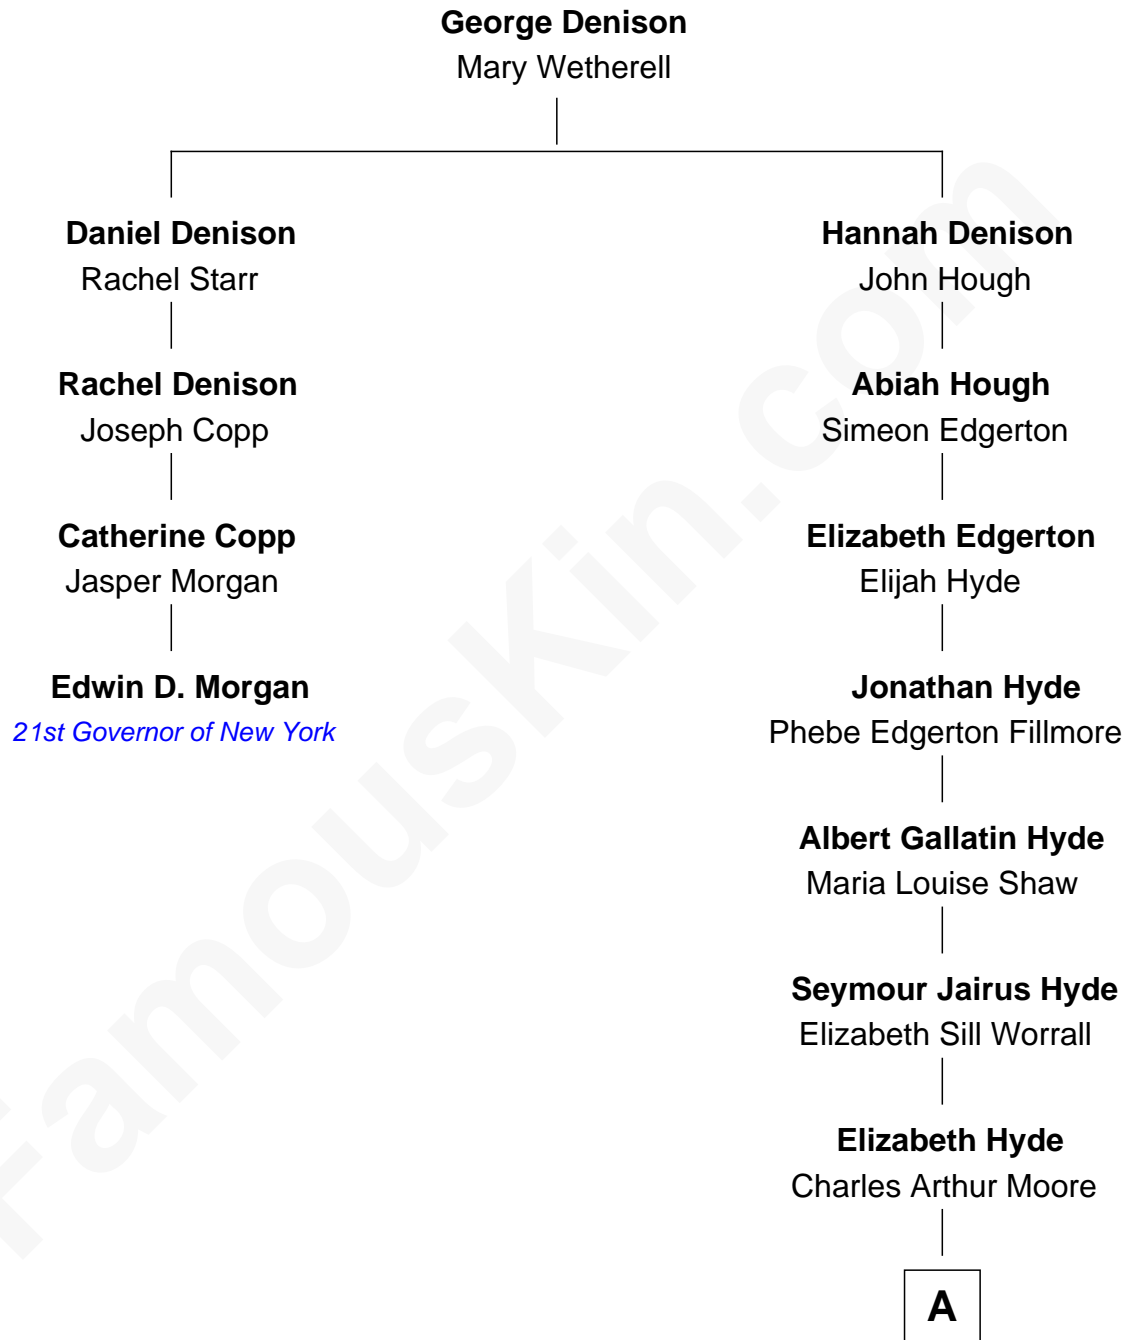 George Denison
Mary Wetherell
Daniel Denison
Rachel Starr
Rachel Denison
Joseph Copp
Catherine Copp
Jasper Morgan
Edwin D. Morgan
21st Governor of New York
Hannah Denison
John Hough
Abiah Hough
Simeon Edgerton
Elizabeth Edgerton
Elijah Hyde
Jonathan Hyde
Phebe Edgerton Fillmore
Albert Gallatin Hyde
Maria Louise Shaw
Seymour Jairus Hyde
Elizabeth Sill Worrall
Elizabeth Hyde
Charles Arthur Moore
A
FamousKin.com